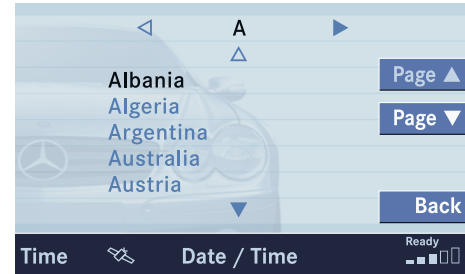 A
Albania
Page
Algeria
Page
Argentina
Australia
Austria
Back
Time Date / Time Ready